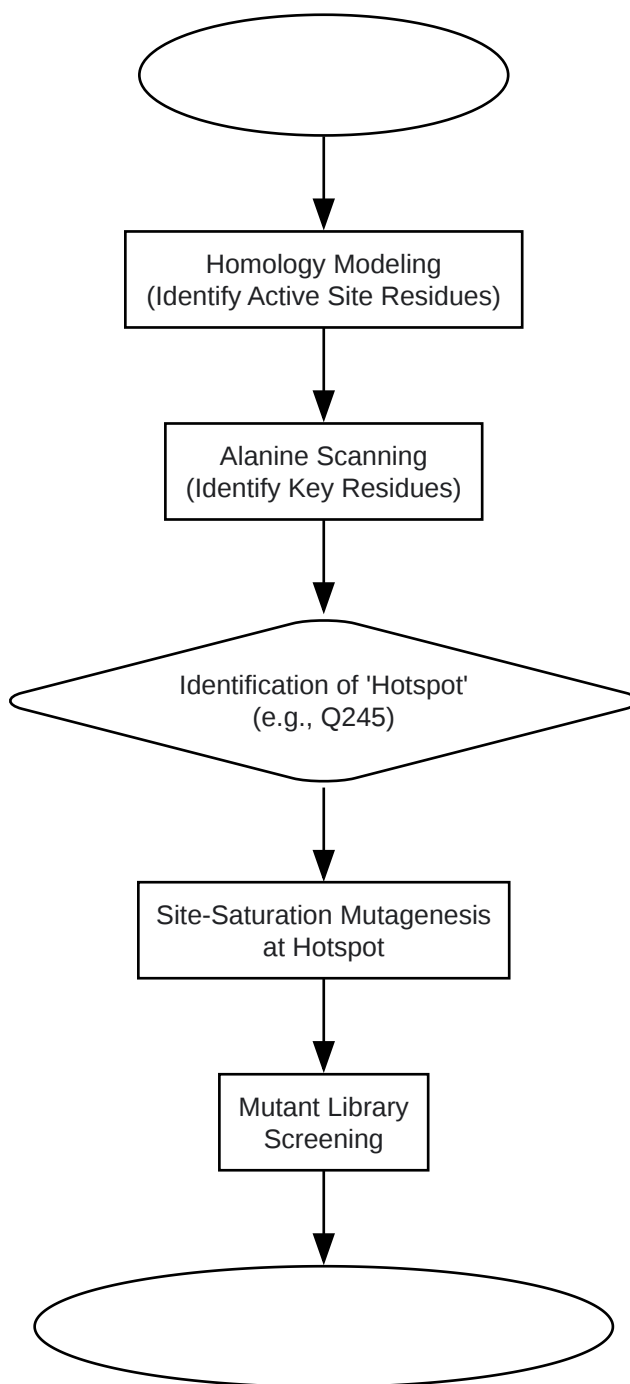 Homology Modeling
(Identify Active Site Residues)
Alanine Scanning
(Identify Key Residues)
Identification of 'Hotspot'
(e.g., Q245)
Site-Saturation Mutagenesis
at Hotspot
Mutant Library
Screening